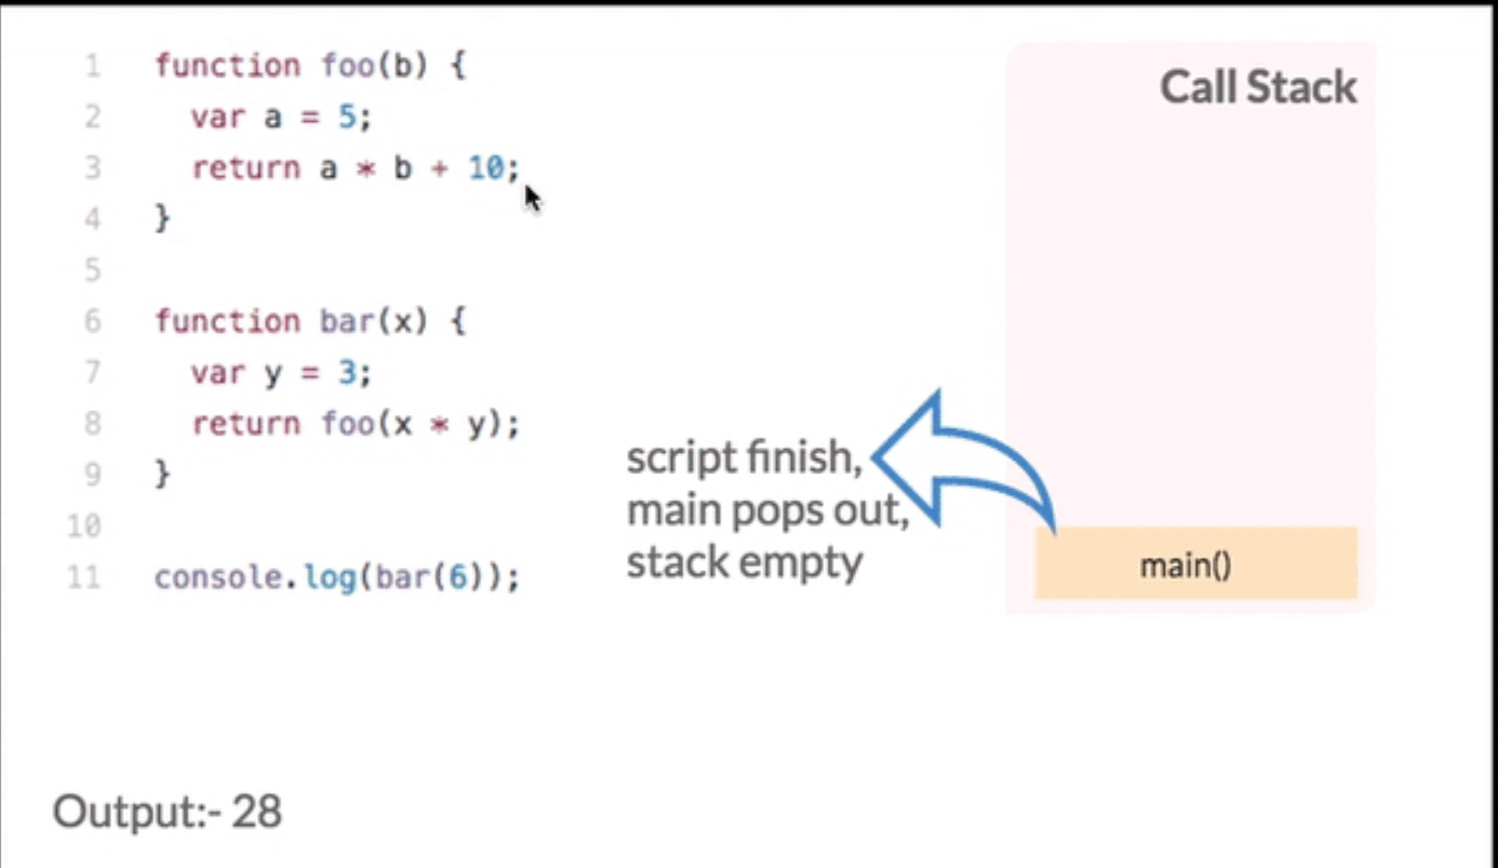 1 function foo(b) {
2 var a = 5;
3 return a * b + 10;
4 }
5
6 function bar(x) {
7 var y = 3;
8 return foo(x * y);
9 }
10
11 console.log(bar(6));
Call Stack
script finish,
main pops out,
stack empty
main()
Output:- 28